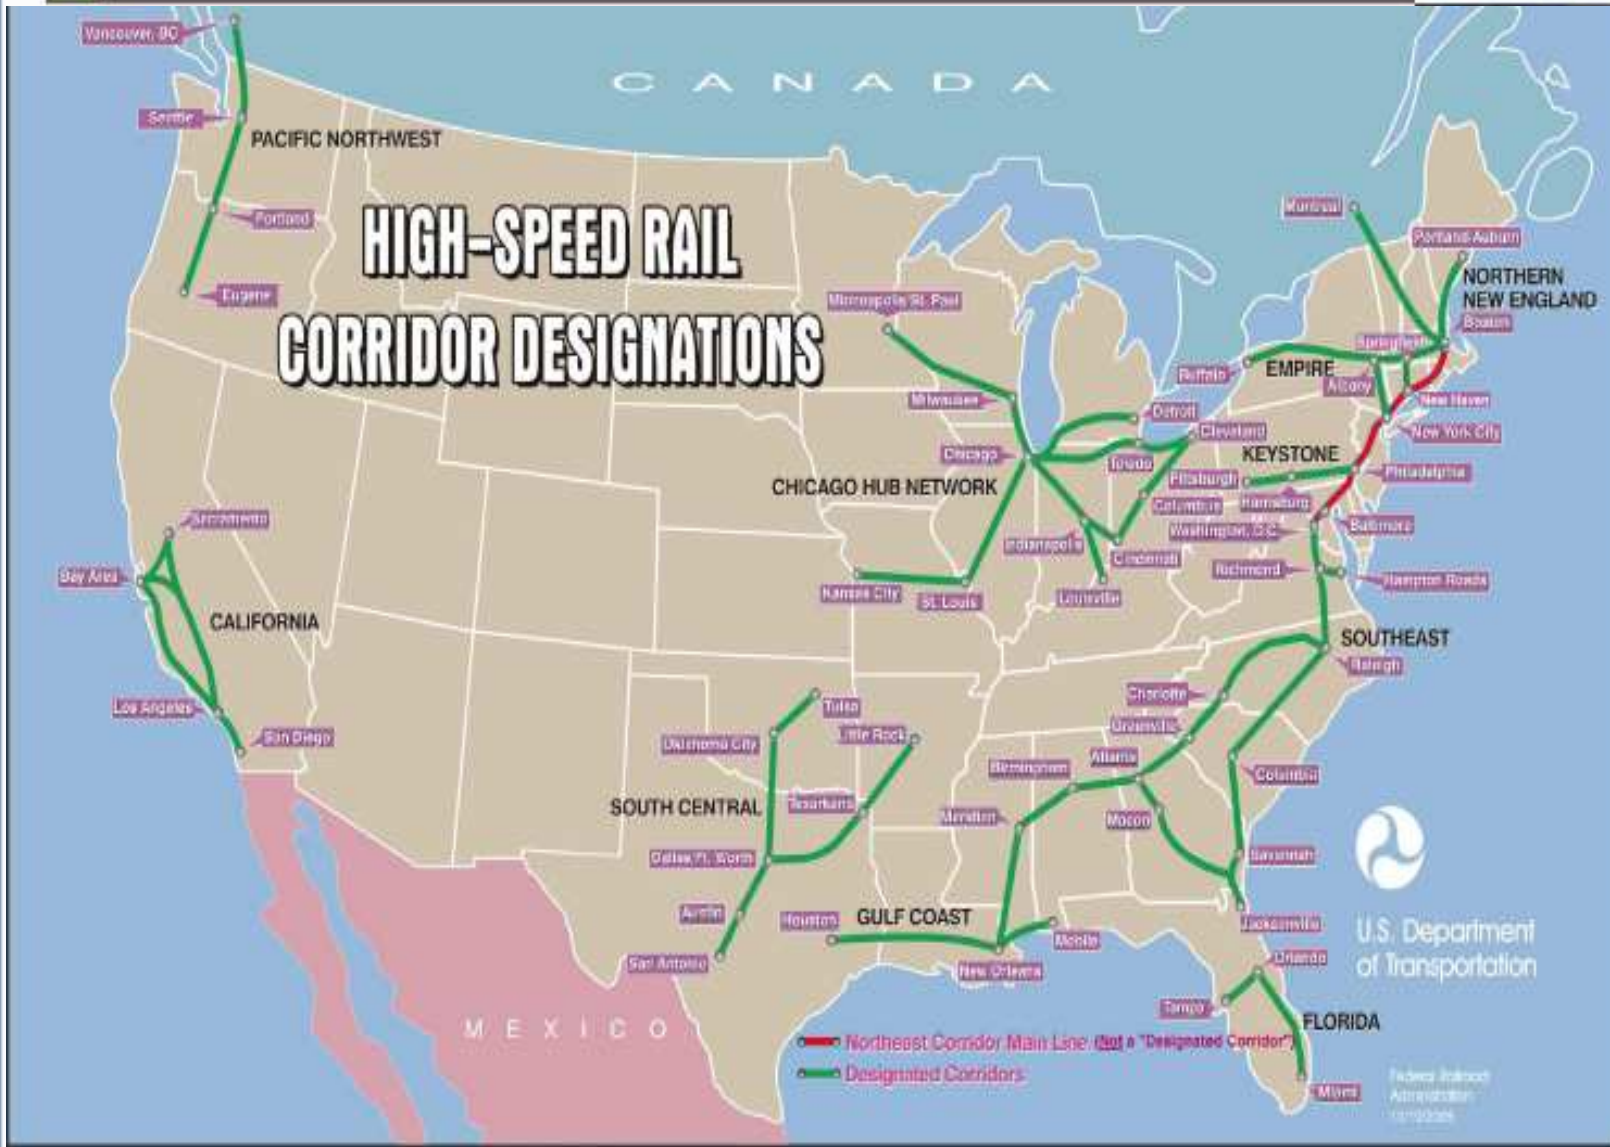 Vancouver, BC
CANADA
Seattle
PACIFIC NORTHWEST
Portland
Eugene
HIGH-SPEED RAIL
CORRIDOR DESIGNATIONS
Montreal
Portland Auburn
NORTHERN
NEW ENGLAND
Boston
Minneapolis St. Paul
Springfield
Buffalo
EMPIRE
Albany
New Haven
New York City
Milwaukee
Detroit
Cleveland
Chicago
Toledo
KEYSTONE
Philadelphia
Pittsburgh
Harrisburg
CHICAGO HUB NETWORK
Columbus
Baltimore
Washington, D.C.
Sacramento
Indianapolis
Cincinnati
Bay Area
Richmond
Hampton Roads
Kansas City
St. Louis
Louisville
CALIFORNIA
SOUTHEAST
Raleigh
Charlotte
Los Angeles
San Diego
Tulsa
Oklahoma City
Little Rock
Greenville
Atlanta
Birmingham
Columbia
SOUTH CENTRAL
Texarkana
Meridian
Macon
Dallas/Ft. Worth
Savannah
Austin
Houston
GULF COAST
Mobile
Jacksonville
San Antonio
New Orleans
Orlando
U.S. Department
of Transportation
Tampa
FLORIDA
MEXICO
Northeast Corridor Main Line (Not a "Designated Corridor")
Designated Corridors
Miami
Federal Railroad
Administration